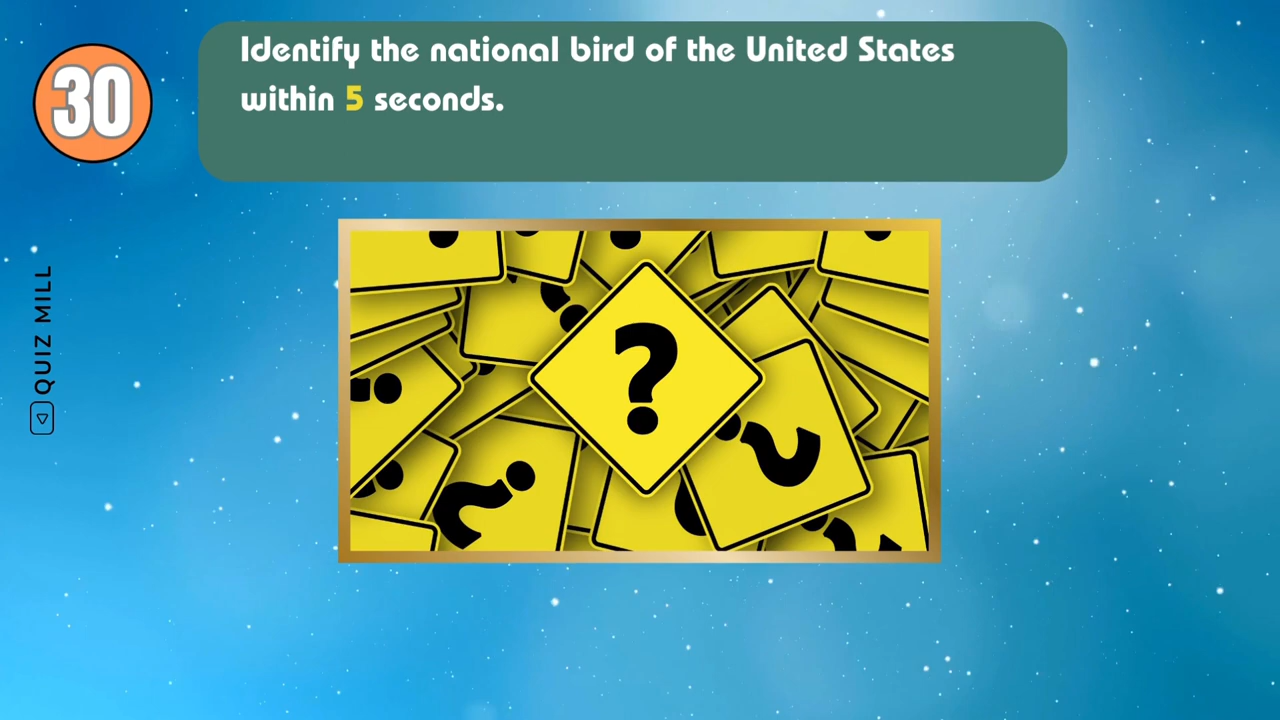 30
Identify the national bird of the United States
within 5 seconds.
QUIZ MILL
?